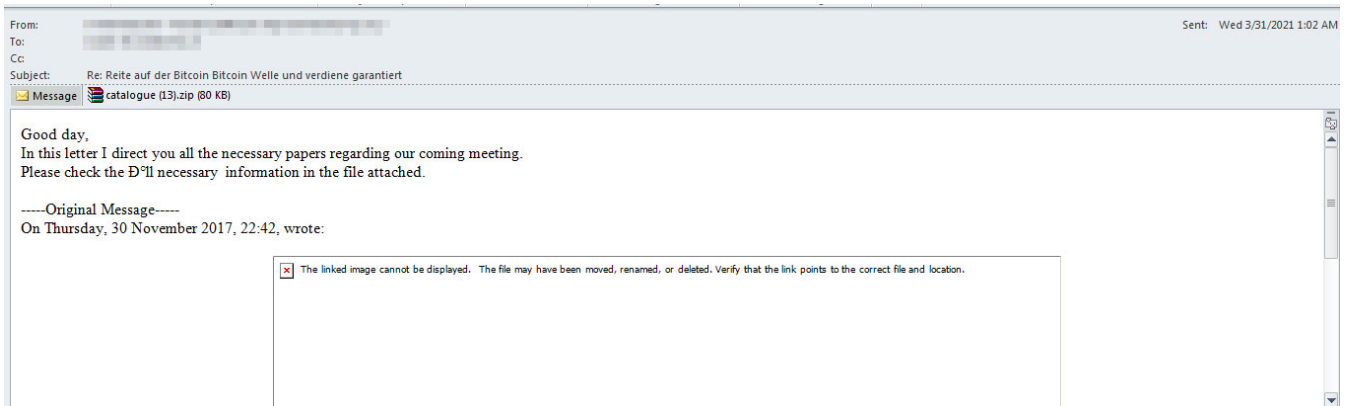 From:
Sent: Wed 3/31/2021 1:02 AM
To:
Cc:
Subject: Re: Reite auf der Bitcoin Bitcoin Welle und verdiene garantiert
Message catalogue (13).zip (80 KB)
Good day,
In this letter I direct you all the necessary papers regarding our coming meeting.
Please check the Ð°ll necessary information in the file attached.
-----Original Message-----
On Thursday, 30 November 2017, 22:42, wrote:
The linked image cannot be displayed. The file may have been moved, renamed, or deleted. Verify that the link points to the correct file and location.